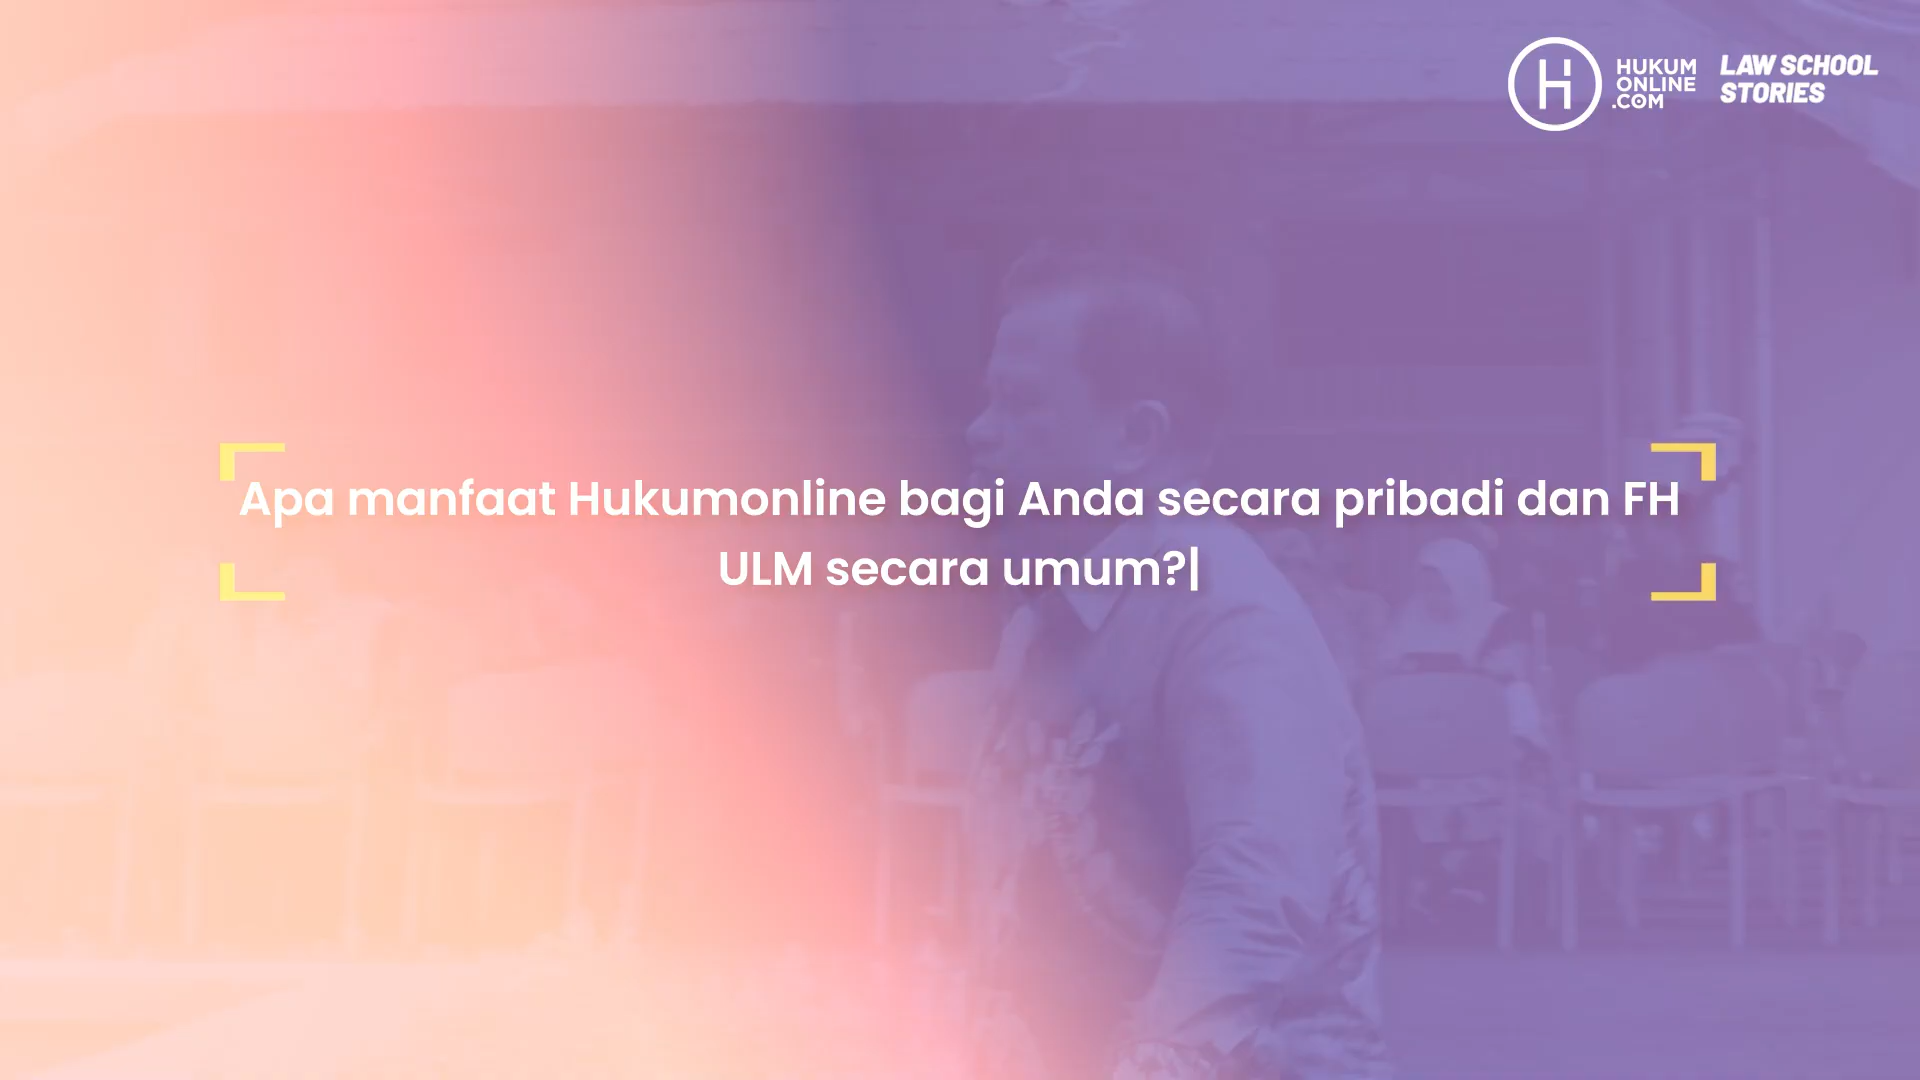 HUKUM
ONLINE
.COM
LAW SCHOOL
STORIES
Apa manfaat Hukumonline bagi Anda secara pribadi dan FH
ULM secara umum?|